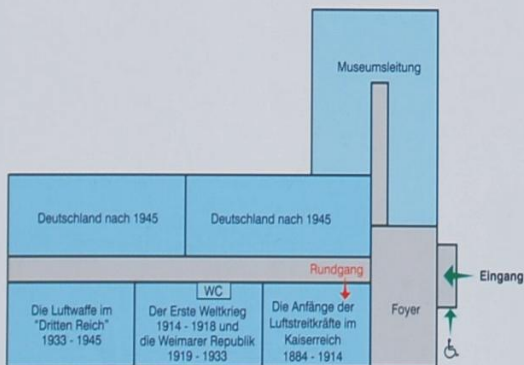 Museumsleitung
Deutschland nach 1945
Deutschland nach 1945
Rundgang
Eingang
WC
Die Luftwaffe im
"Dritten Reich"
1933 - 1945
Der Erste Weltkrieg
1914 - 1918 und
die Weimarer Republik
1919 - 1933
Die Anfänge der
Luftstreitkräfte im
Kaiserreich
1884 - 1914
Foyer